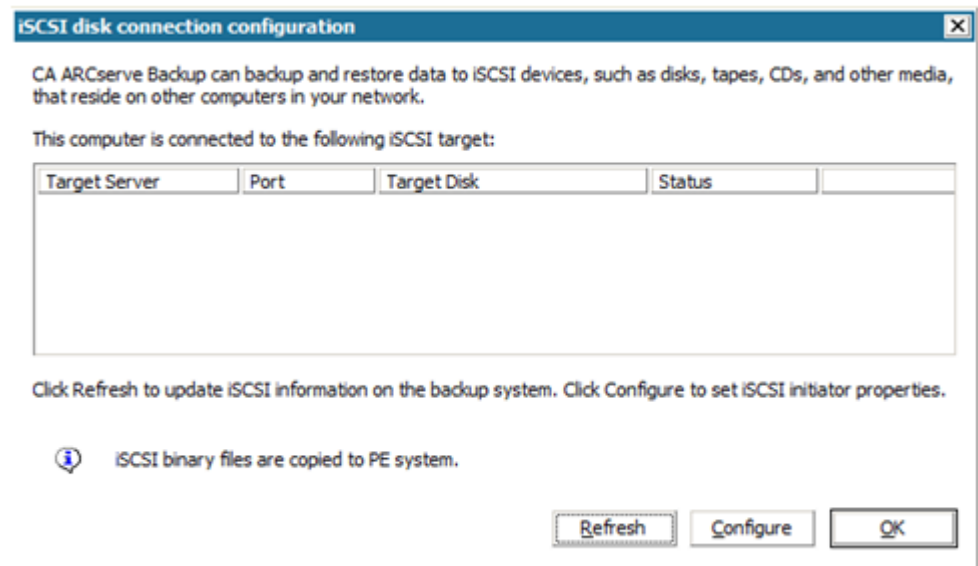 iSCSI disk connection configuration
CA ARCserve Backup can backup and restore data to iSCSI devices, such as disks, tapes, CDs, and other media,
that reside on other computers in your network.
This computer is connected to the following iSCSI target:
Target Server Port Target Disk Status
Click Refresh to update iSCSI information on the backup system. Click Configure to set iSCSI initiator properties.
iSCSI binary files are copied to PE system.
Refresh Configure OK